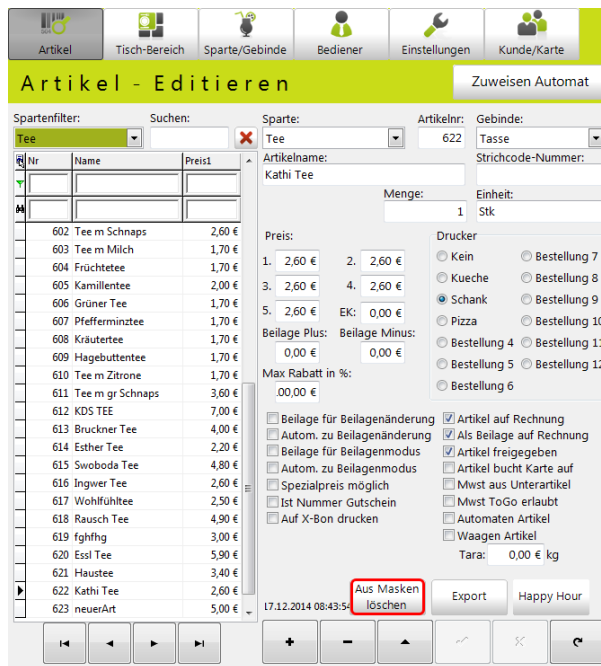 Artikel Tisch-Bereich Sparte/Gebinde Bediener Einstellungen Kunde/Karte
Artikel - Editieren
Zuweisen Automat
Spartenfilter: Suchen:
Tee
Nr Name Preis1
602 Tee m Schnaps 2,60 €
603 Tee m Milch 1,70 €
604 Früchtetee 1,70 €
605 Kamillentee 2,00 €
606 Grüner Tee 1,70 €
607 Pfefferminztee 1,70 €
608 Kräutertee 1,70 €
609 Hagebuttentee 1,70 €
610 Tee m Zitrone 1,70 €
611 Tee m gr Schnaps 3,60 €
612 KDS TEE 7,00 €
613 Bruckner Tee 4,00 €
614 Esther Tee 2,20 €
615 Swoboda Tee 4,80 €
616 Ingwer Tee 2,60 €
617 Wohlfühltee 2,50 €
618 Rausch Tee 4,90 €
619 fghfhg 3,00 €
620 Essl Tee 5,90 €
621 Haustee 3,40 €
622 Kathi Tee 2,60 €
623 neuerArt 5,00 €
Sparte: Artikelnr: Gebinde:
Tee 622 Tasse
Artikelname: Strichcode-Nummer:
Kathi Tee
Menge: Einheit:
1 Stk
Preis:
1. 2,60 € 2. 2,60 €
3. 2,60 € 4. 2,60 €
5. 2,60 € EK: 0,00 €
Beilage Plus: Beilage Minus:
0,00 € 0,00 €
Max Rabatt in %:
00,00 €
Drucker
Kein Bestellung 7
Kueche Bestellung 8
Schank Bestellung 9
Pizza Bestellung 10
Bestellung 4 Bestellung 11
Bestellung 5 Bestellung 12
Bestellung 6
Beilage für Beilagenänderung Artikel auf Rechnung
Autom. zu Beilagenänderung Als Beilage auf Rechnung
Beilage für Beilagenmodus Artikel freigegeben
Autom. zu Beilagenmodus Artikel bucht Karte auf
Spezialpreis möglich Mwst aus Unterartikel
Ist Nummer Gutschein Mwst ToGo erlaubt
Auf X-Bon drucken Automaten Artikel
Waagen Artikel
Tara: 0,00 € kg
17.12.2014 08:43:54
Aus Masken
löschen
Export
Happy Hour